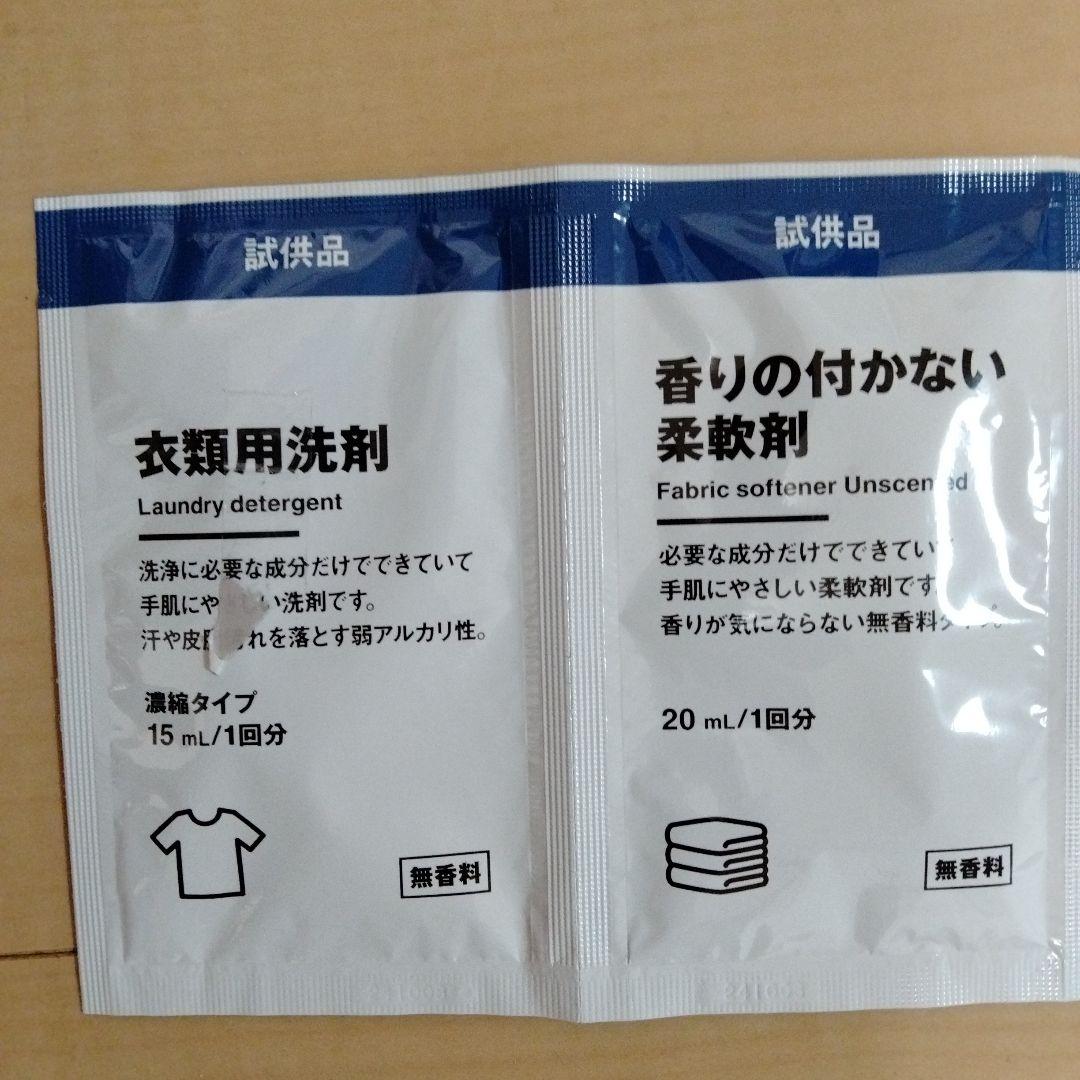 試供品
衣類用洗剤
Laundry detergent
洗浄に必要な成分だけでできていて
手肌にや しい洗剤です。
汗や皮 れを落とす弱アルカリ性。
濃縮タイプ
15 mL/1回分
無香料
試供品
香りの付かない
柔軟剤
Fabric softener Unscented
必要な成分だけでできていて
手肌にやさしい柔軟剤です。
香りが気にならない無香料タイプ。
20 mL/1回分
無香料